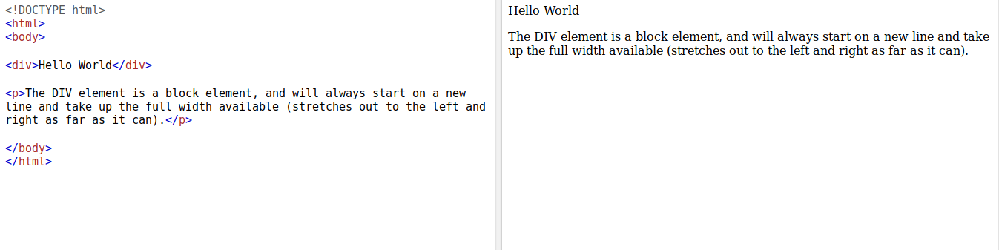 <!DOCTYPE html>
<html>
<body>
<div>Hello World</div>
<p>The DIV element is a block element, and will always start on a new
line and take up the full width available (stretches out to the left and
right as far as it can).</p>
</body>
</html>
Hello World
The DIV element is a block element, and will always start on a new line and take
up the full width available (stretches out to the left and right as far as it can).